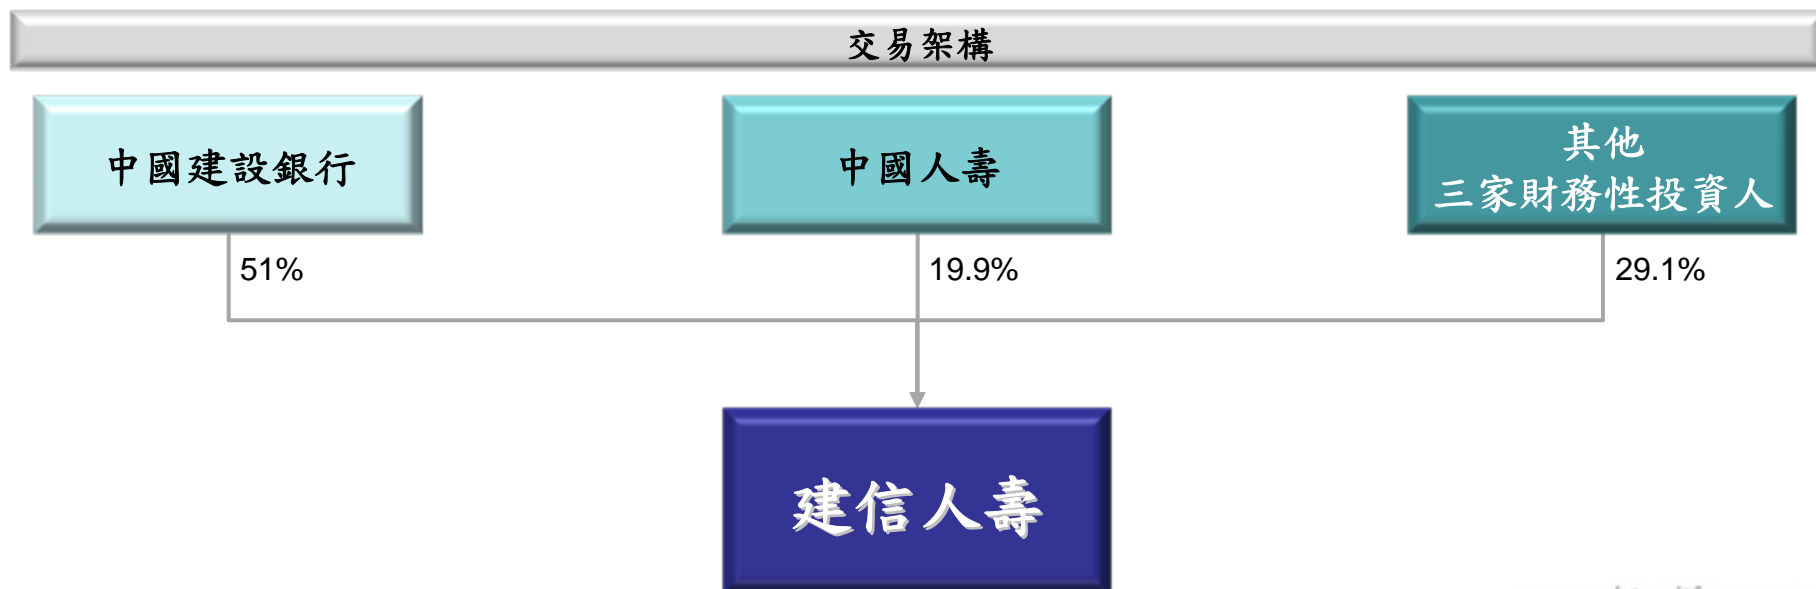 交易架構
中國建設銀行
中國人壽
其他
三家財務性投資人
51%
19.9%
29.1%
建信人壽